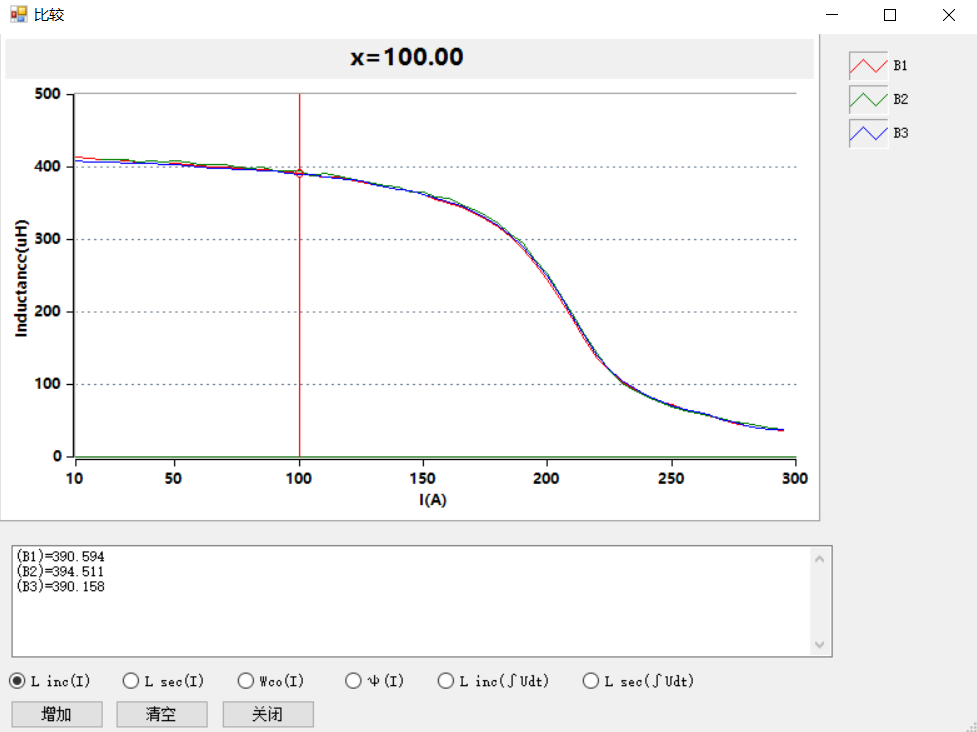 比较
x=100.00
B1
B2
B3
500
400
300
200
100
0
Inductance(uH)
10 50 100 150 200 250 300
I(A)
(B1)=390.594
(B2)=394.511
(B3)=390.158
L inc(I) L sec(I) Wco(I) Ψ(I) L inc(∫Udt) L sec(∫Udt)
增加 清空 关闭